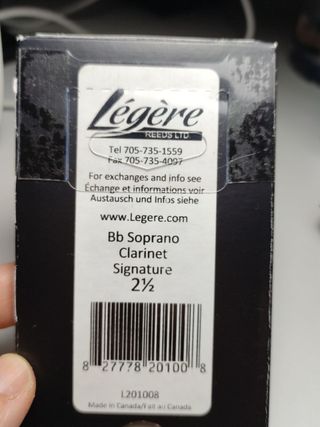 Légère
REEDS LTD.
Tel 705-735-1559
Fax 705-735-4097
For exchanges and info see
Échange et informations voir
Austausch und Infos siehe
www.Legere.com
Bb Soprano
Clarinet
Signature
2½
8 27778 20100 8
L201008
Made in Canada/Fait au Canada